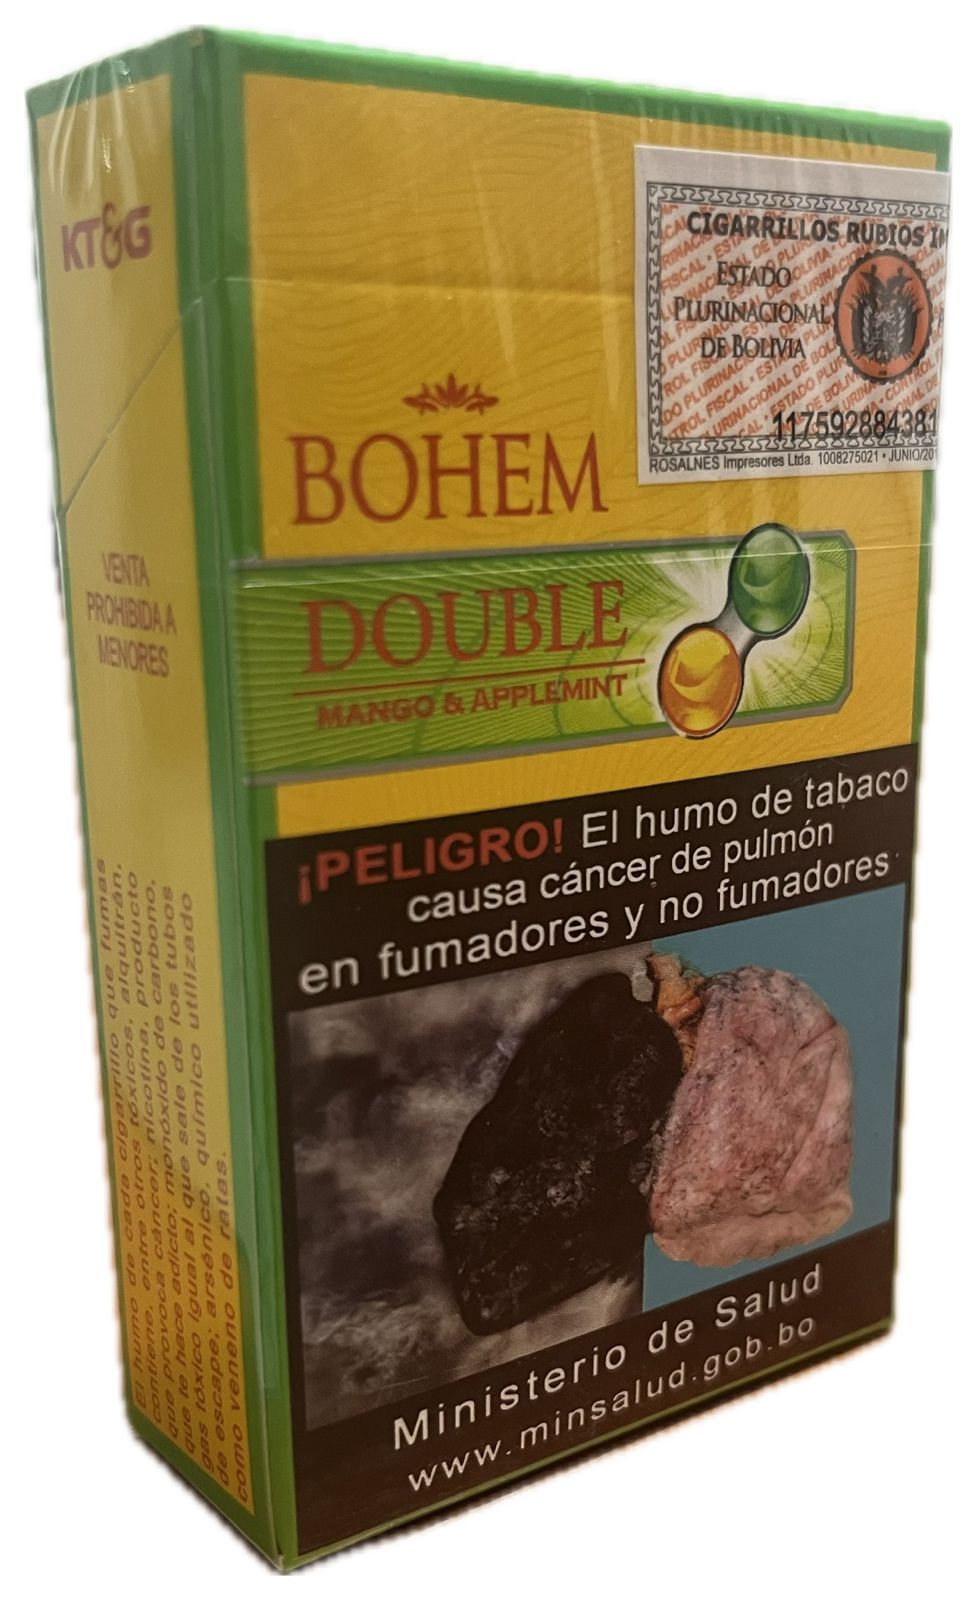 KT&G
VENTA
PROHIBIDA A
MENORES
El humo de cada cigarrillo que fumas
contiene, entre otros tóxicos, alquitrán,
que provoca cáncer; nicotina, producto
que te hace adicto; monóxido de carbono,
gas tóxico igual al que sale de los tubos
de escape; arsénico, químico utilizado
como veneno de ratas.
CIGARRILLOS RUBIOS
ESTADO
PLURINACIONAL
DE BOLIVIA
117592884381
ROSALNES Impresores Ltda. 1008275021 • JUNIO/201
BOHEM
DOUBLE
MANGO & APPLEMINT
¡PELIGRO! El humo de tabaco
causa cáncer de pulmón
en fumadores y no fumadores
Ministerio de Salud
www.minsalud.gob.bo